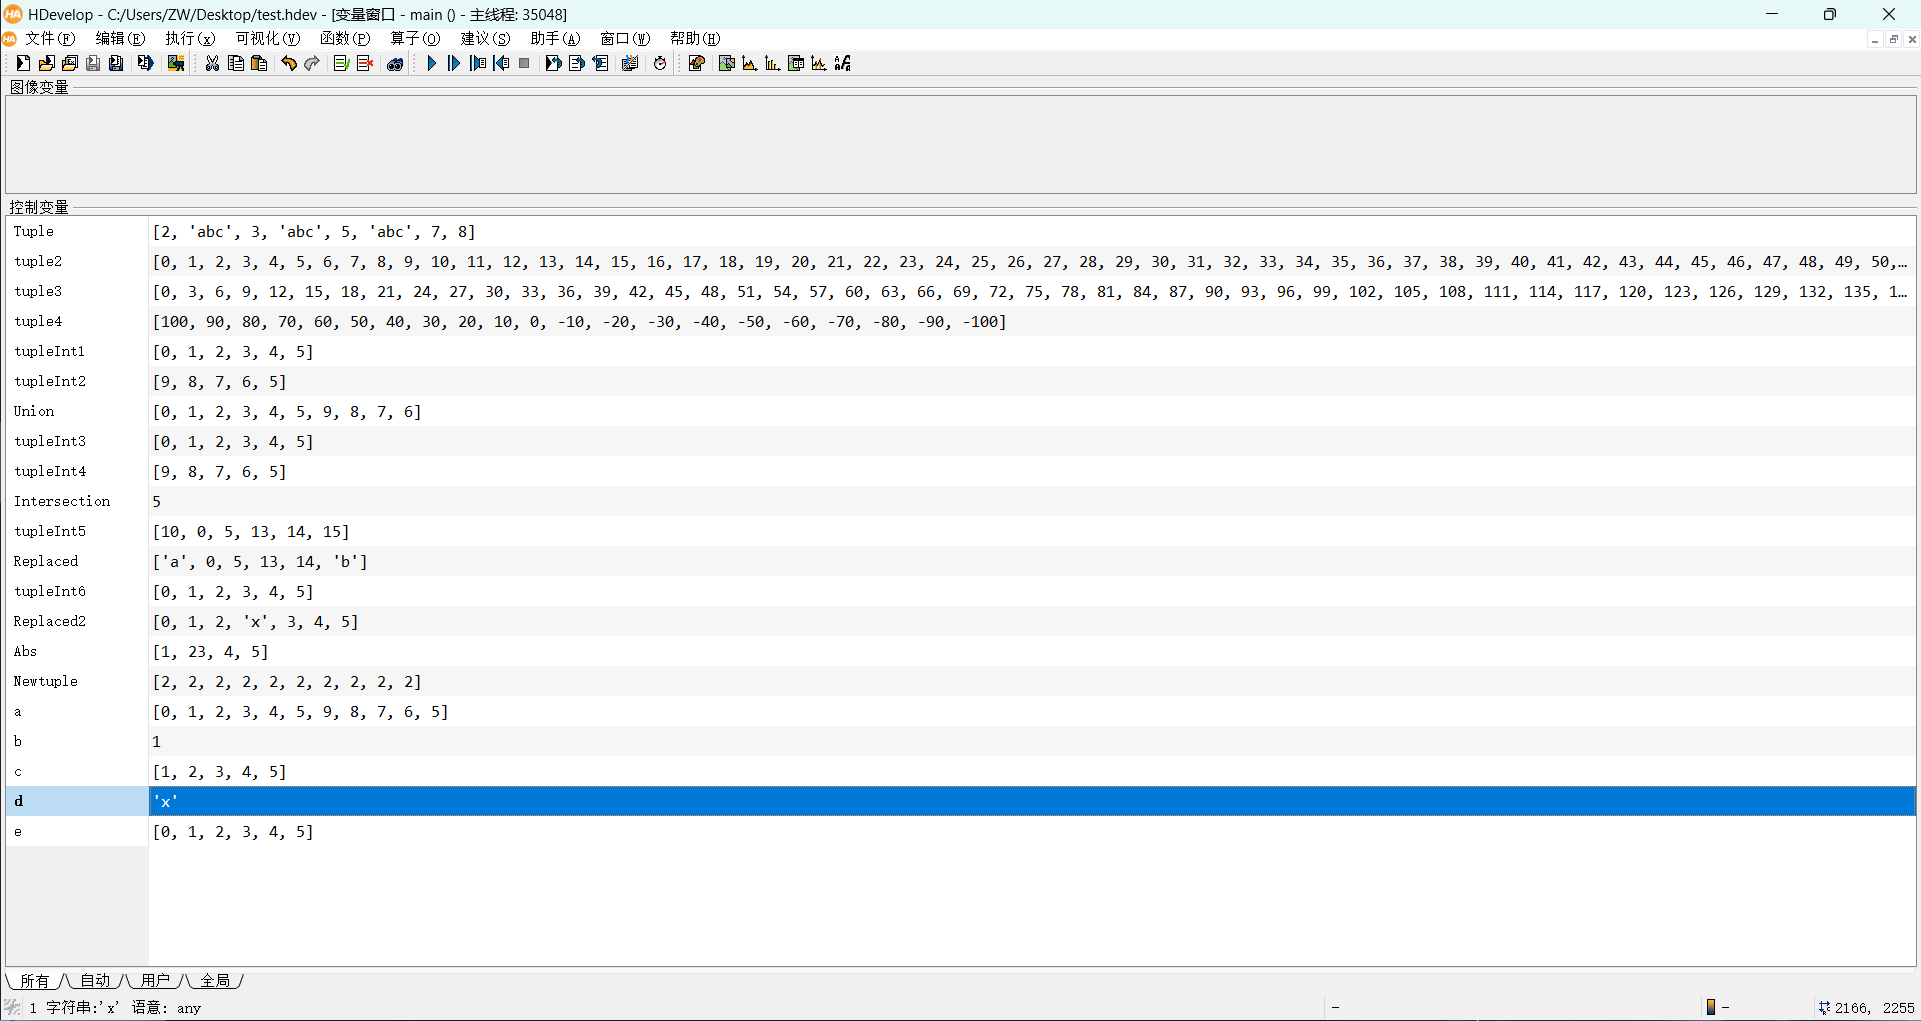 HDevelop - C:/Users/ZW/Desktop/test.hdev - [变量窗口 - main () - 主线程: 35048]
文件(F) 编辑(E) 执行(x) 可视化(V) 函数(P) 算子(O) 建议(S) 助手(A) 窗口(W) 帮助(H)
图像变量
控制变量
Tuple [2, 'abc', 3, 'abc', 5, 'abc', 7, 8]
tuple2 [0, 1, 2, 3, 4, 5, 6, 7, 8, 9, 10, 11, 12, 13, 14, 15, 16, 17, 18, 19, 20, 21, 22, 23, 24, 25, 26, 27, 28, 29, 30, 31, 32, 33, 34, 35, 36, 37, 38, 39, 40, 41, 42, 43, 44, 45, 46, 47, 48, 49, 50,...
tuple3 [0, 3, 6, 9, 12, 15, 18, 21, 24, 27, 30, 33, 36, 39, 42, 45, 48, 51, 54, 57, 60, 63, 66, 69, 72, 75, 78, 81, 84, 87, 90, 93, 96, 99, 102, 105, 108, 111, 114, 117, 120, 123, 126, 129, 132, 135, 1...
tuple4 [100, 90, 80, 70, 60, 50, 40, 30, 20, 10, 0, -10, -20, -30, -40, -50, -60, -70, -80, -90, -100]
tupleInt1 [0, 1, 2, 3, 4, 5]
tupleInt2 [9, 8, 7, 6, 5]
Union [0, 1, 2, 3, 4, 5, 9, 8, 7, 6]
tupleInt3 [0, 1, 2, 3, 4, 5]
tupleInt4 [9, 8, 7, 6, 5]
Intersection 5
tupleInt5 [10, 0, 5, 13, 14, 15]
Replaced ['a', 0, 5, 13, 14, 'b']
tupleInt6 [0, 1, 2, 3, 4, 5]
Replaced2 [0, 1, 2, 'x', 3, 4, 5]
Abs [1, 23, 4, 5]
Newtuple [2, 2, 2, 2, 2, 2, 2, 2, 2, 2]
a [0, 1, 2, 3, 4, 5, 9, 8, 7, 6, 5]
b 1
c [1, 2, 3, 4, 5]
d 'x'
e [0, 1, 2, 3, 4, 5]
所有 自动 用户 全局
1 字符串:'x' 语意: any - - 2166, 2255